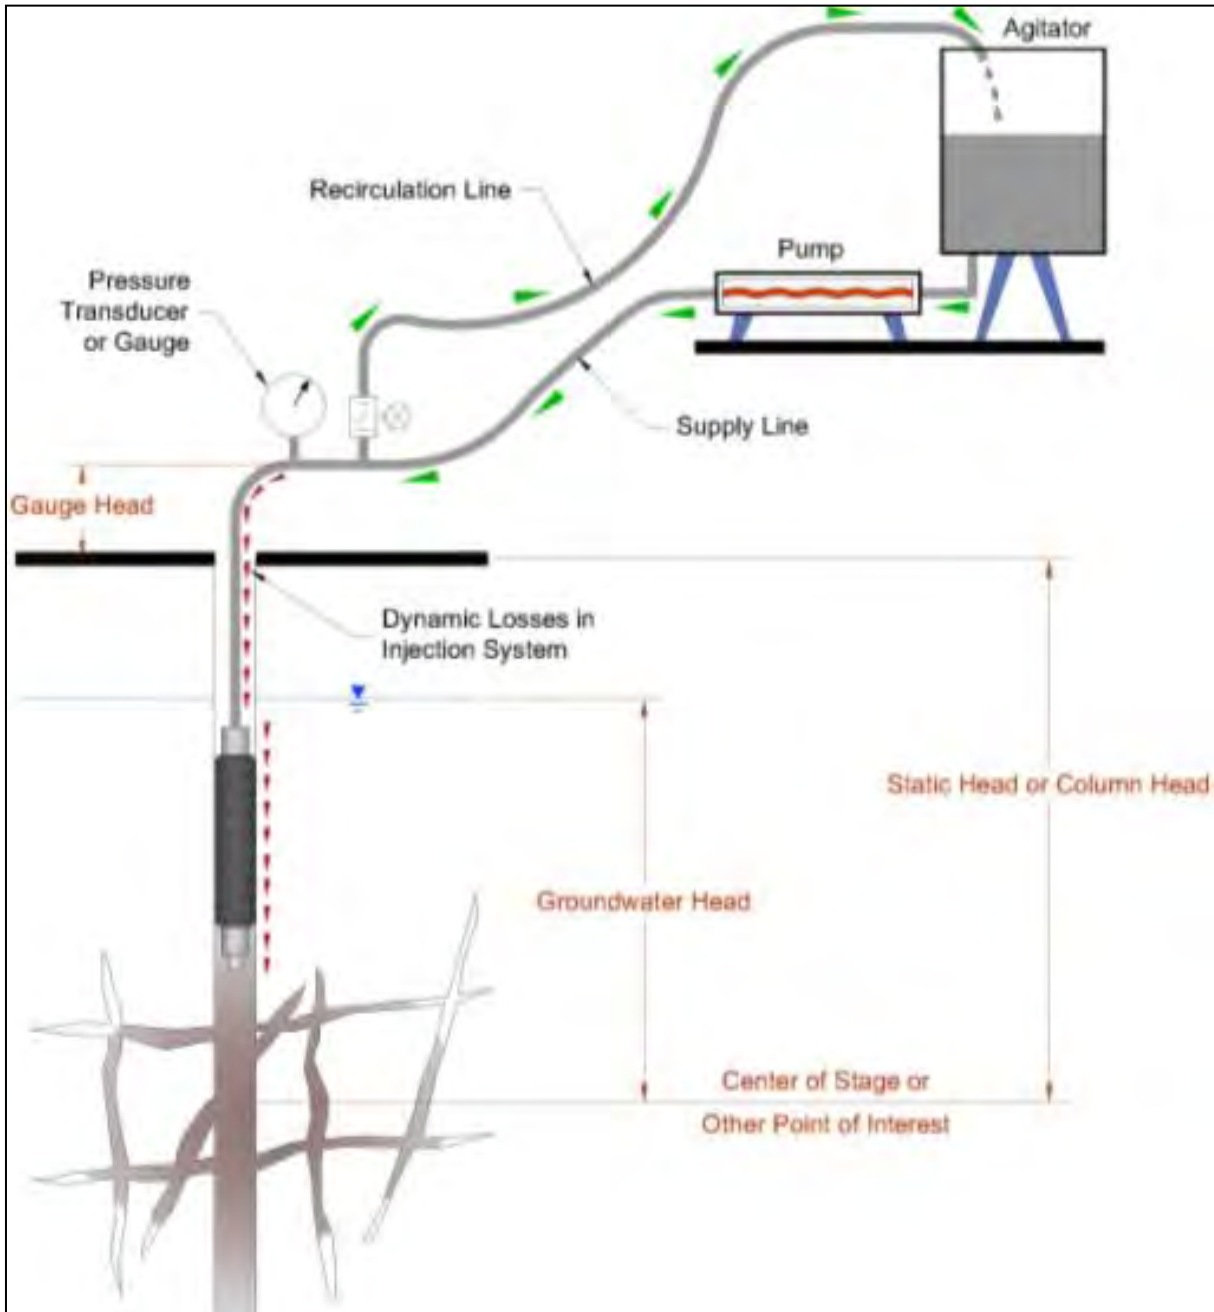 Agitator
Recirculation Line
Pump
Pressure
Transducer
or Gauge
Supply Line
Gauge Head
Dynamic Losses in
Injection System
Static Head or Column Head
Groundwater Head
Center of Stage or
Other Point of Interest